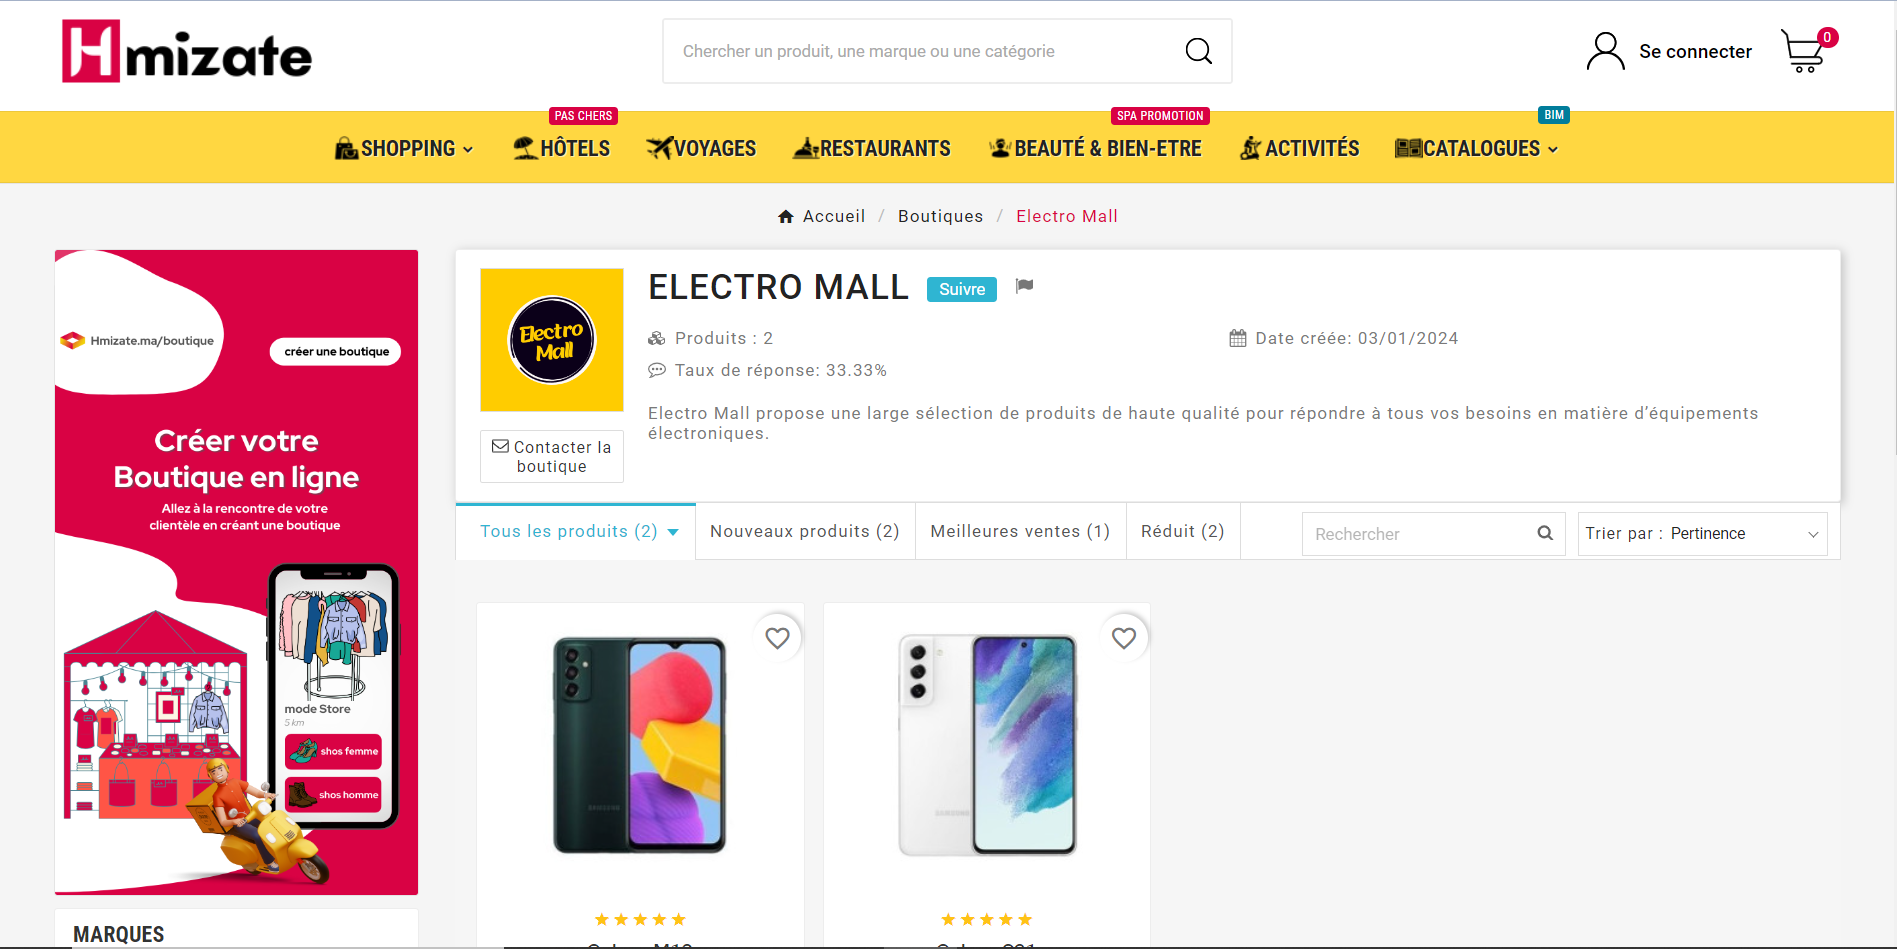 Hmizate
Chercher un produit, une marque ou une catégorie
Se connecter
0
PAS CHERS
SPA PROMOTION
BIM
SHOPPING
HÔTELS
VOYAGES
RESTAURANTS
BEAUTÉ & BIEN-ETRE
ACTIVITÉS
CATALOGUES
Accueil / Boutiques / Electro Mall
Hmizate.ma/boutique
créer une boutique
Créer votre
Boutique en ligne
Allez à la rencontre de votre
clientèle en créant une boutique
mode Store
5 km
shos femme
shos homme
MARQUES
Electro
Mall
Contacter la
boutique
ELECTRO MALL
Suivre
Produits : 2
Date créée: 03/01/2024
Taux de réponse: 33.33%
Electro Mall propose une large sélection de produits de haute qualité pour répondre à tous vos besoins en matière d’équipements
électroniques.
Tous les produits (2)
Nouveaux produits (2)
Meilleures ventes (1)
Réduit (2)
Rechercher
Trier par : Pertinence
SAMSUNG
SAMSUNG